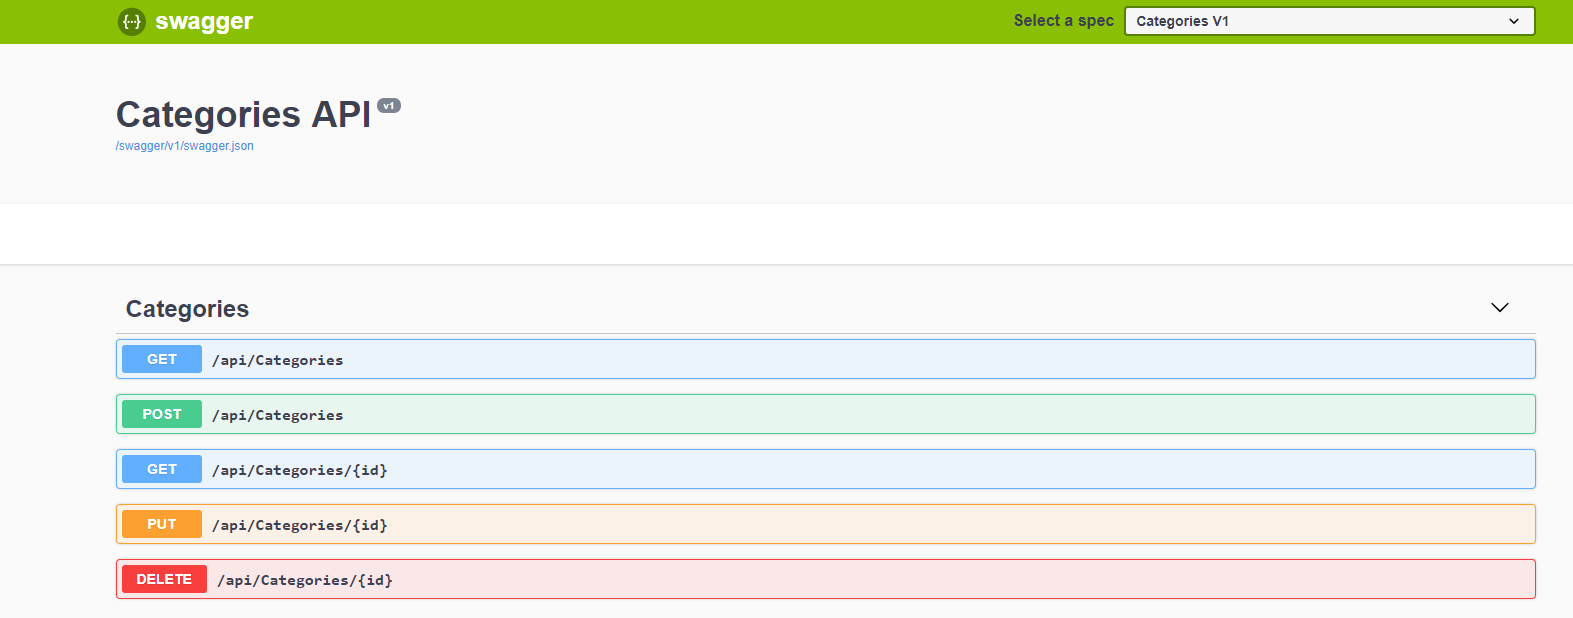 {···} swagger
Select a spec
Categories V1
Categories API v1
/swagger/v1/swagger.json
Categories
GET /api/Categories
POST /api/Categories
GET /api/Categories/{id}
PUT /api/Categories/{id}
DELETE /api/Categories/{id}